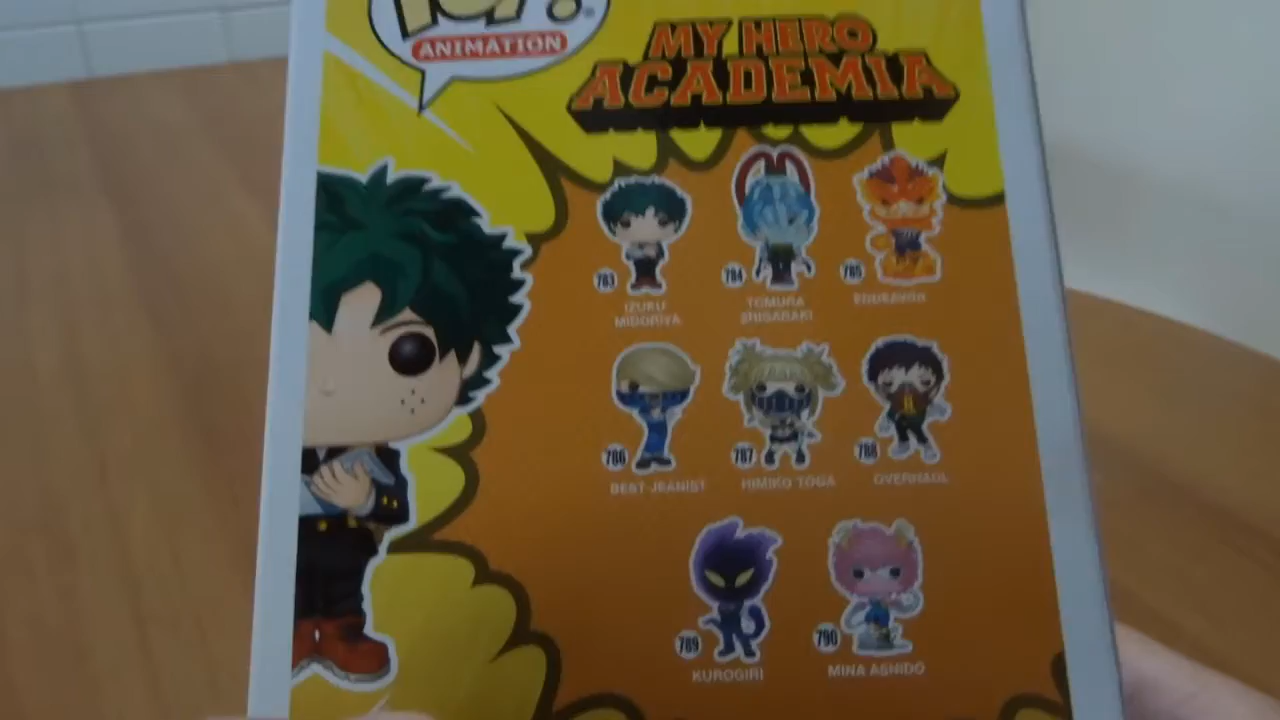 POP!
ANIMATION
MY HERO
ACADEMIA
783
IZUKU
MIDORIYA
784
TOMURA
SHIGARAKI
785
ENDEAVOR
786
BEST JEANIST
787
HIMIKO TOGA
788
OVERHAUL
789
KUROGIRI
790
MINA ASHIDO